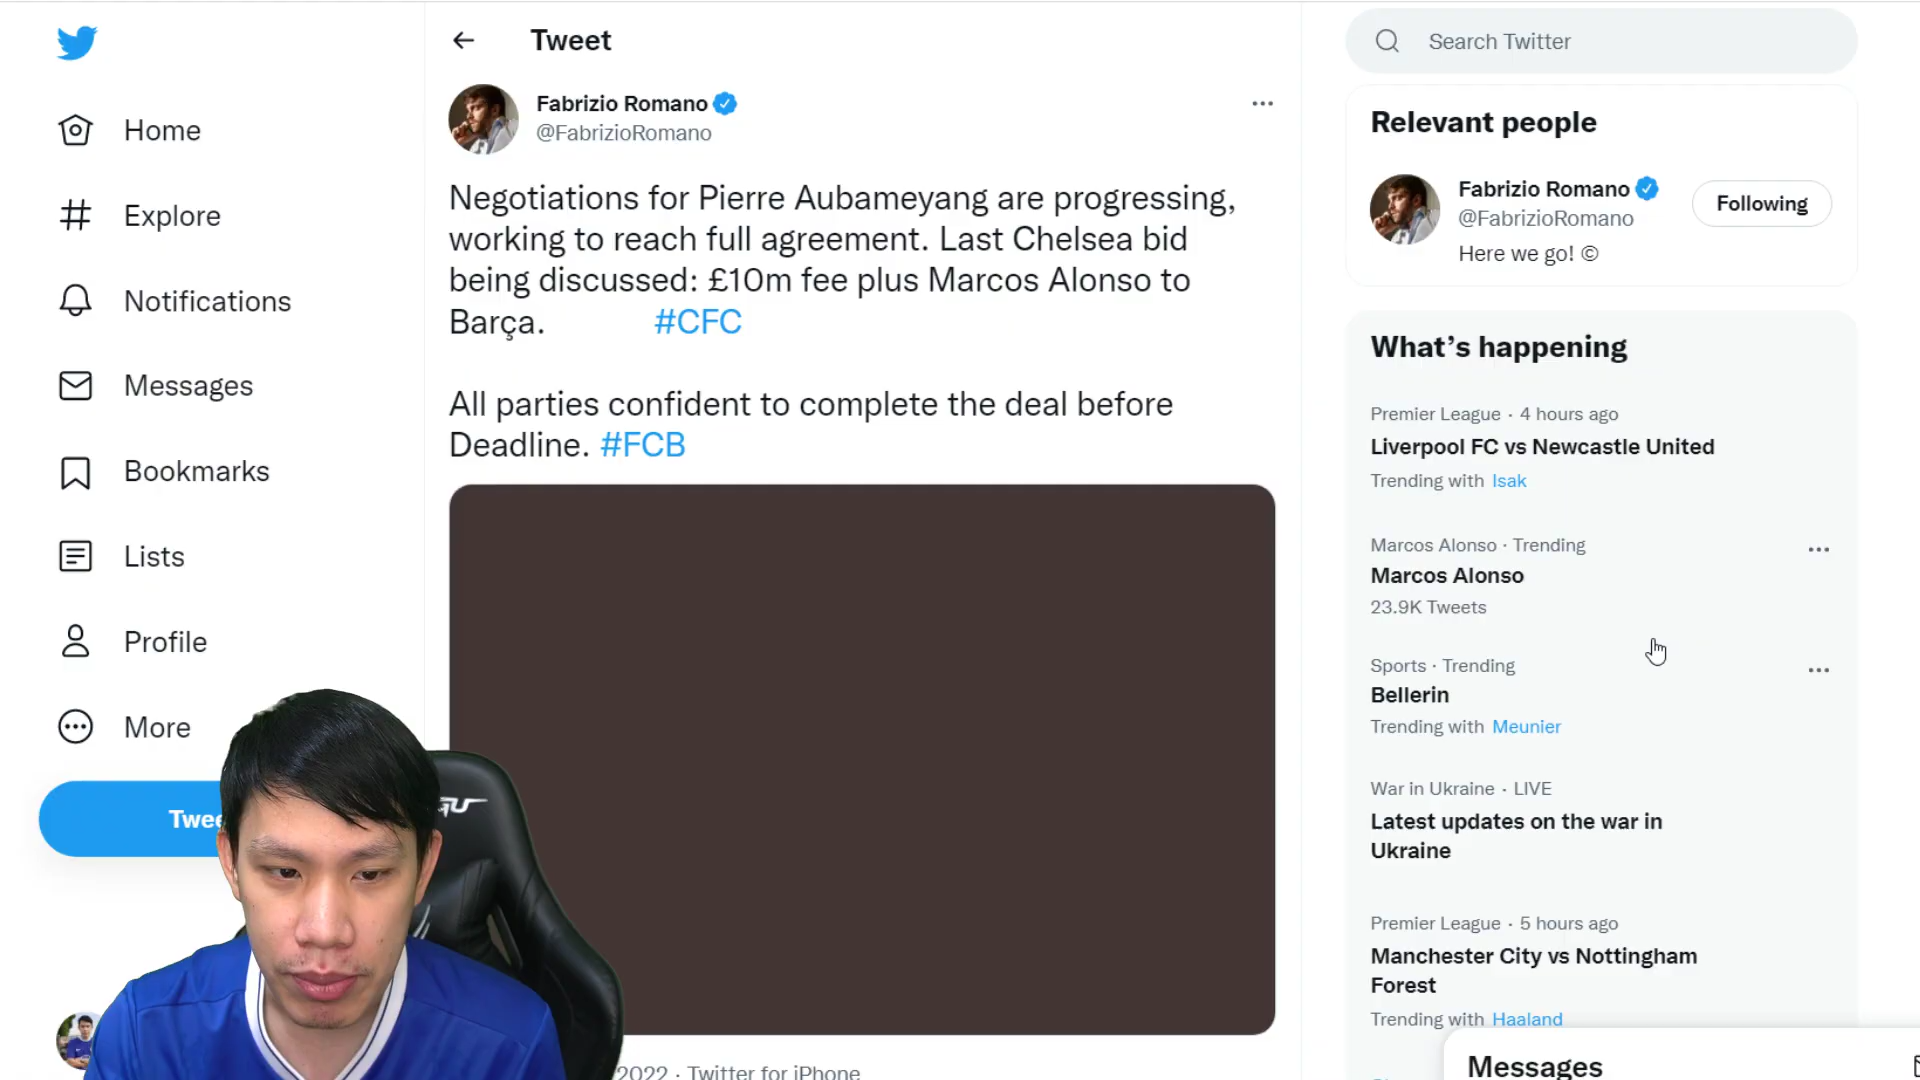 Home
Explore
Notifications
Messages
Bookmarks
Lists
Profile
More
Tweet
Fabrizio Romano
@FabrizioRomano
Negotiations for Pierre Aubameyang are progressing,
working to reach full agreement. Last Chelsea bid
being discussed: £10m fee plus Marcos Alonso to
Barça. #CFC
All parties confident to complete the deal before
Deadline. #FCB
2022 · Twitter for iPhone
Search Twitter
Relevant people
Fabrizio Romano
@FabrizioRomano
Following
Here we go! ©
What’s happening
Premier League · 4 hours ago
Liverpool FC vs Newcastle United
Trending with Isak
Marcos Alonso · Trending
Marcos Alonso
23.9K Tweets
Sports · Trending
Bellerin
Trending with Meunier
War in Ukraine · LIVE
Latest updates on the war in
Ukraine
Premier League · 5 hours ago
Manchester City vs Nottingham
Forest
Trending with Haaland
Messages